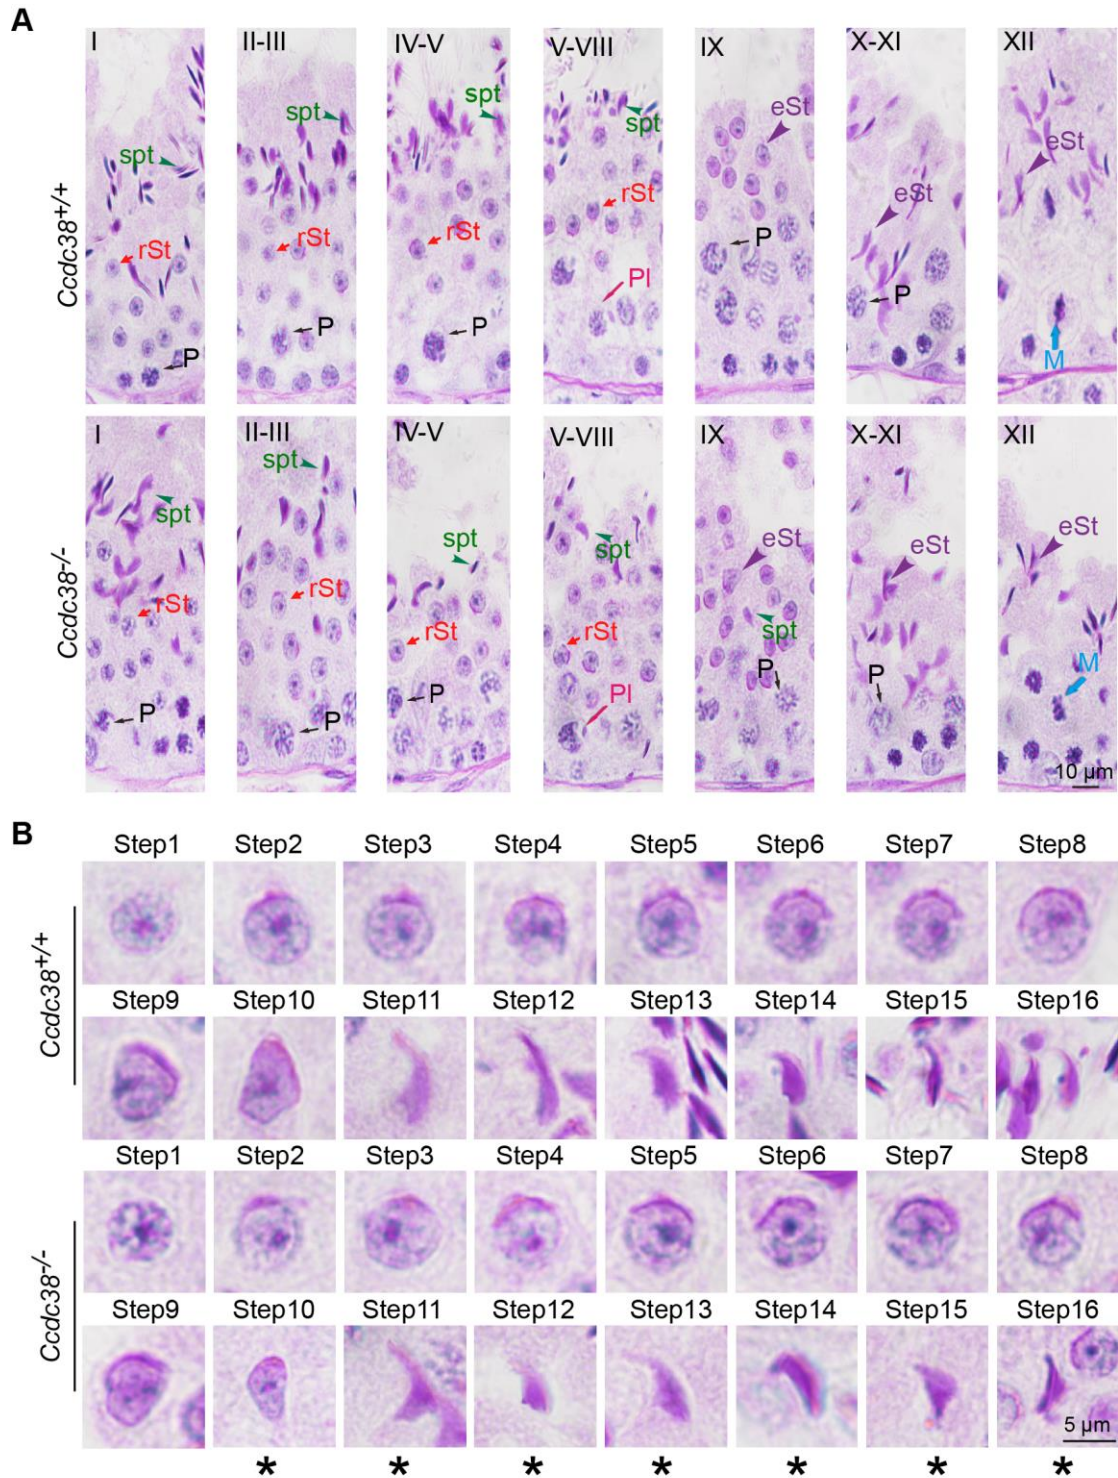 A
I II-III IV-V V-VIII IX X-XI XII
Ccdc38+/+
spt spt spt spt eSt eSt eSt
rSt rSt rSt rSt P P M
P P P Pl
I II-III IV-V V-VIII IX X-XI XII
Ccdc38-/-
spt spt spt spt eSt spt eSt eSt
rSt rSt rSt rSt P P M
P P P Pl
10 µm
B
Step1 Step2 Step3 Step4 Step5 Step6 Step7 Step8
Ccdc38+/+
Step9 Step10 Step11 Step12 Step13 Step14 Step15 Step16
Step1 Step2 Step3 Step4 Step5 Step6 Step7 Step8
Ccdc38-/-
Step9 Step10 Step11 Step12 Step13 Step14 Step15 Step16
5 µm
* * * * * * *